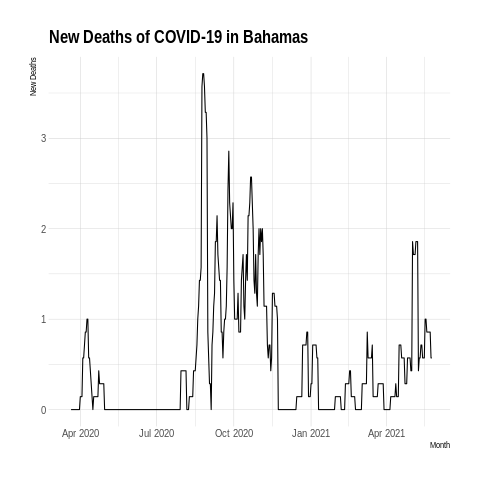 New Deaths of COVID-19 in Bahamas
New Deaths
3
2
1
0
Apr 2020 Jul 2020 Oct 2020 Jan 2021 Apr 2021
Month